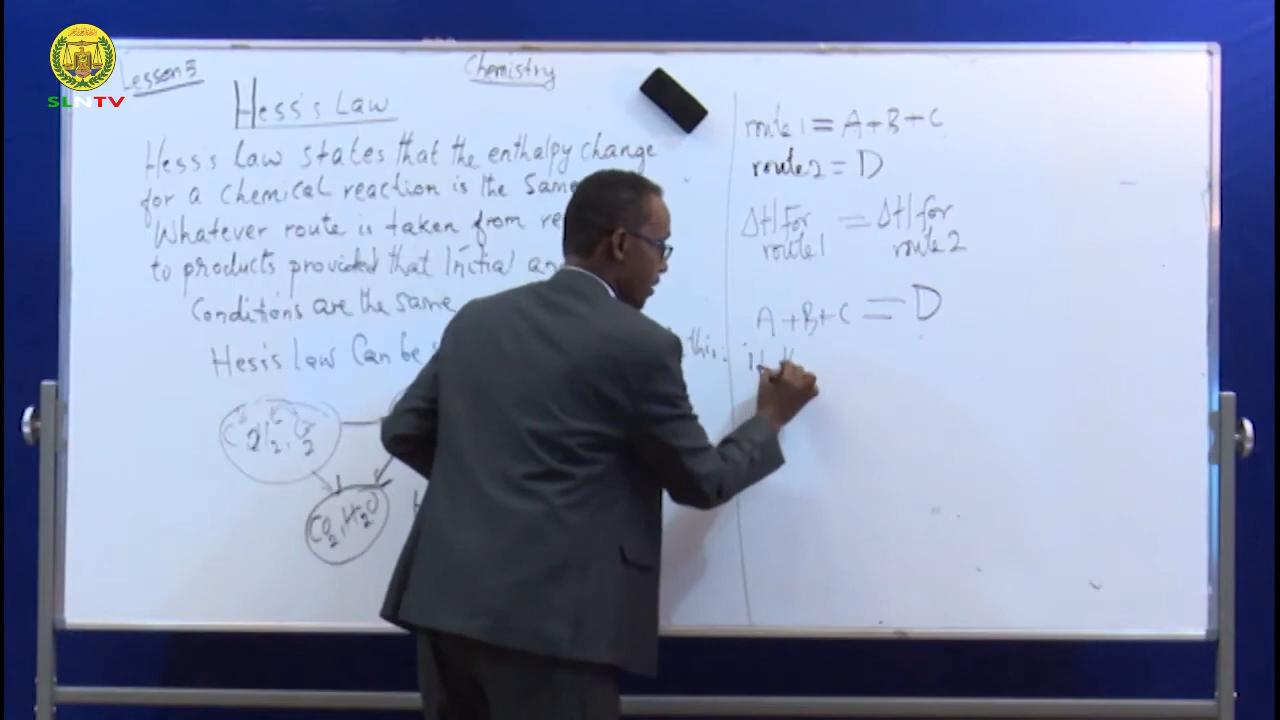 SLNTV
Lesson 5
Chemistry
Hess's Law
Hess's Law states that the enthalpy change
for a chemical reaction is the same
Whatever route is taken from
to products provided that Initial
Conditions are the same
Hess's law Can be
this.
CO2, H2O
route 1 = A+B+C
route 2 = D
ΔH for = ΔH for
route 1 route 2
A+B+C = D